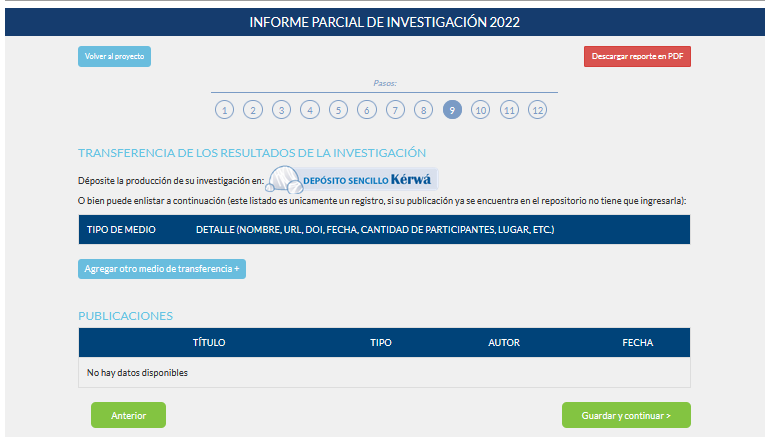 INFORME PARCIAL DE INVESTIGACIÓN 2022
Volver al proyecto
Descargar reporte en PDF
Pasos:
1 2 3 4 5 6 7 8 9 10 11 12
TRANSFERENCIA DE LOS RESULTADOS DE LA INVESTIGACIÓN
Déposite la producción de su investigación en: DEPÓSITO SENCILLO Kérwá
O bien puede enlistar a continuación (este listado es unicamente un registro, si su publicación ya se encuentra en el repositorio no tiene que ingresarla):
TIPO DE MEDIO DETALLE (NOMBRE, URL, DOI, FECHA, CANTIDAD DE PARTICIPANTES, LUGAR, ETC.)
Agregar otro medio de transferencia +
PUBLICACIONES
TÍTULO TIPO AUTOR FECHA
No hay datos disponibles
Anterior
Guardar y continuar >